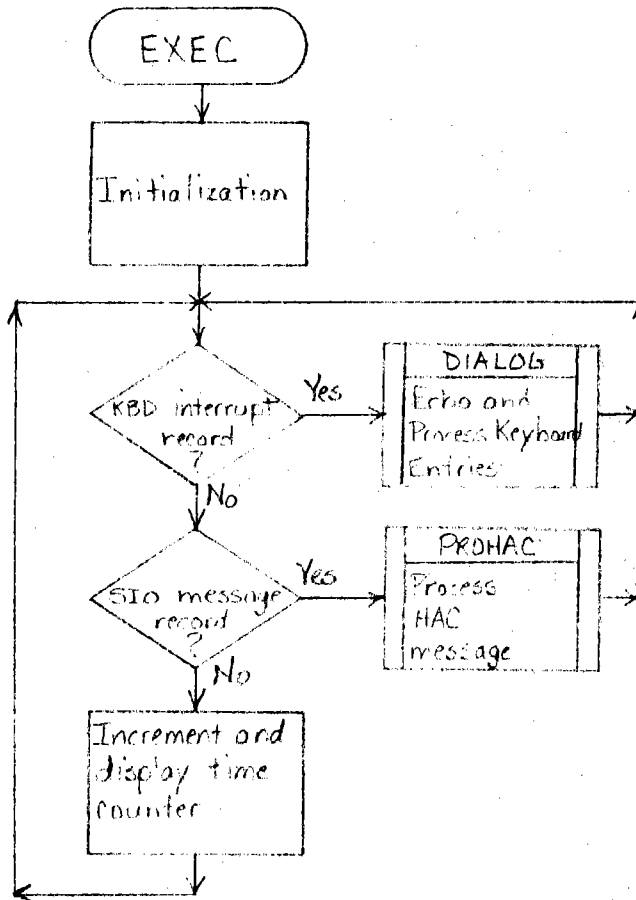 EXEC
Initialization
KBD interrupt
record
?
Yes
No
DIALOG
Echo and
Process Keyboard
Entries
SIO message
record
?
Yes
No
PROHAC
Process
HAC
message
Increment and
display time
counter